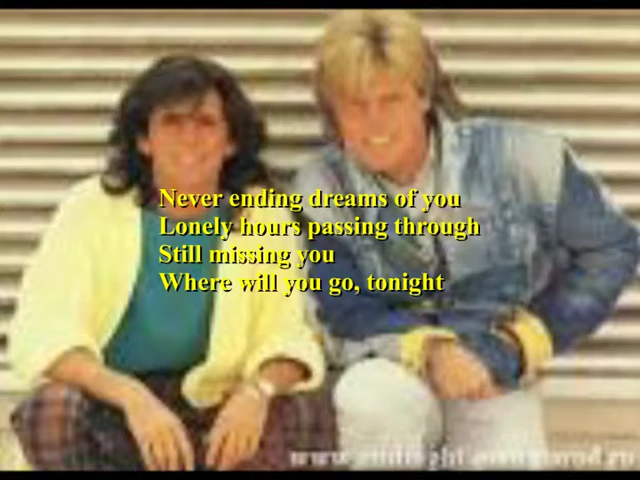 Never ending dreams of you
Lonely hours passing through
Still missing you
Where will you go, tonight